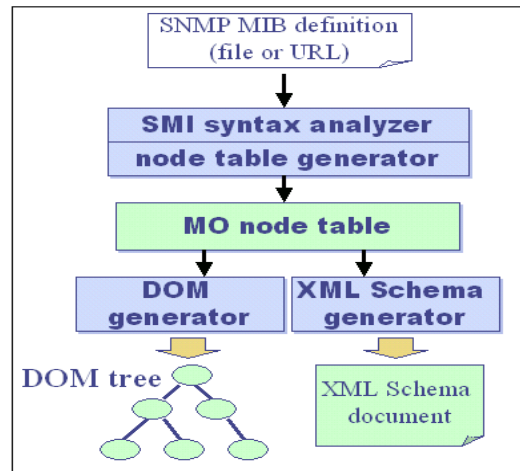 SNMP MIB definition
(file or URL)
SMI syntax analyzer
node table generator
MO node table
DOM
generator
XML Schema
generator
DOM tree
XML Schema
document